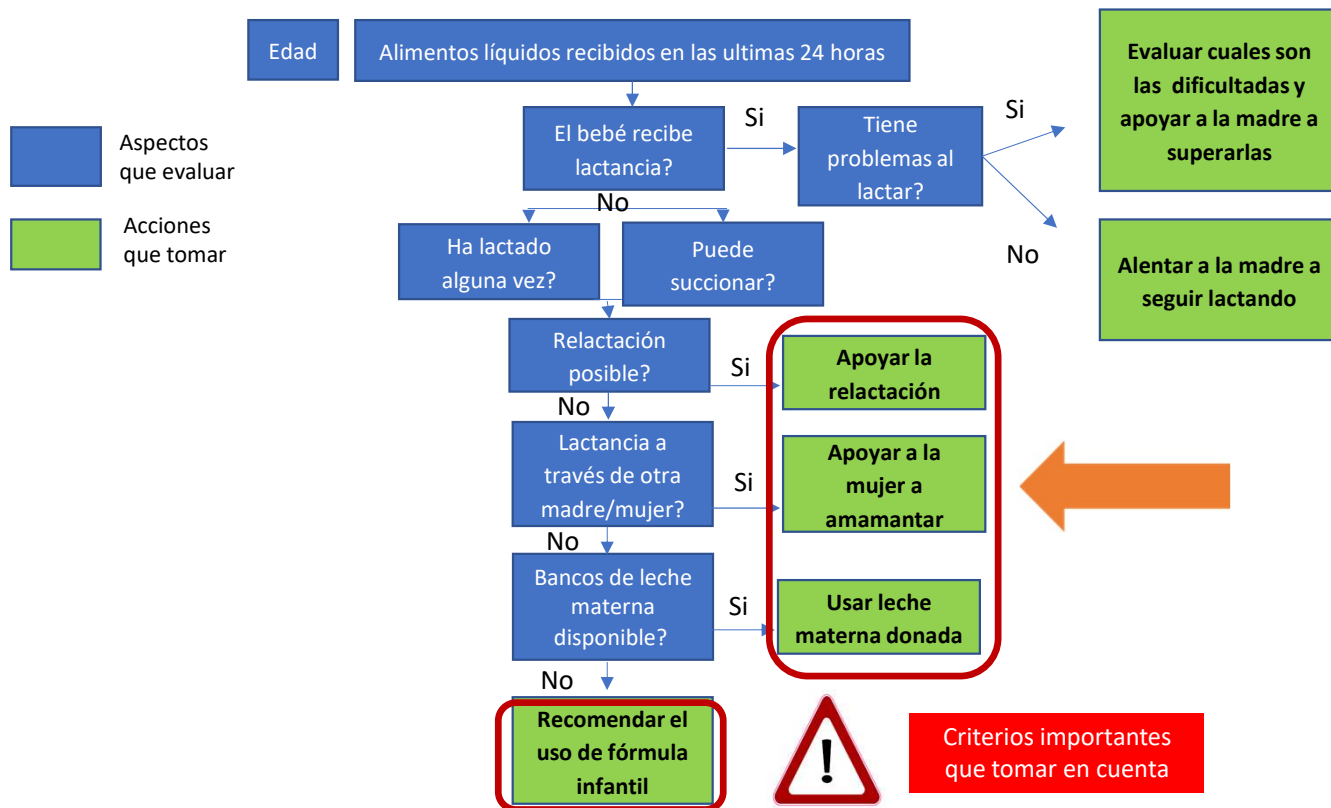 Edad
Alimentos líquidos recibidos en las ultimas 24 horas
Evaluar cuales son
las dificultadas y
apoyar a la madre a
superarlas
Aspectos
que evaluar
El bebé recibe
lactancia?
Si
Tiene
problemas al
lactar?
Si
No
Alentar a la madre a
seguir lactando
Acciones
que tomar
No
Ha lactado
alguna vez?
Puede
succionar?
Relactación
posible?
Si
Apoyar la
relactación
No
Lactancia a
través de otra
madre/mujer?
Si
Apoyar a la
mujer a
amamantar
No
Bancos de leche
materna
disponible?
Si
Usar leche
materna donada
No
Recomendar el
uso de fórmula
infantil
!
Criterios importantes
que tomar en cuenta